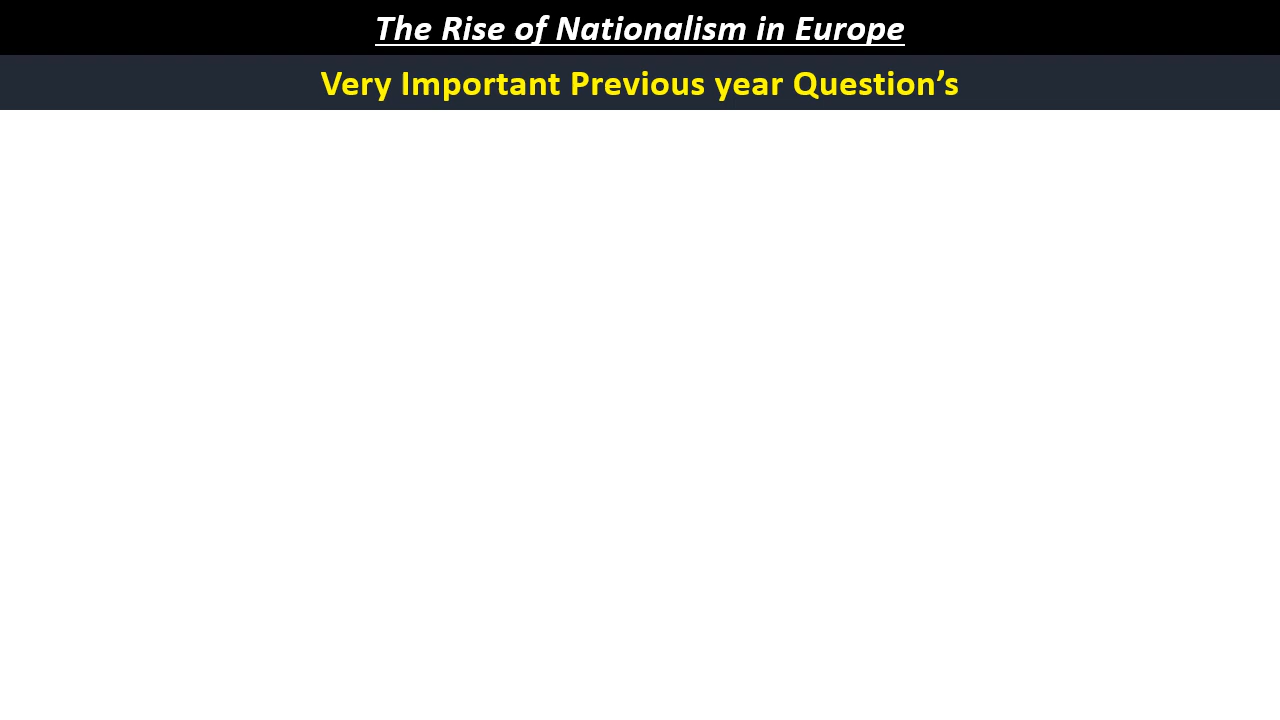 The Rise of Nationalism in Europe
Very Important Previous year Question’s